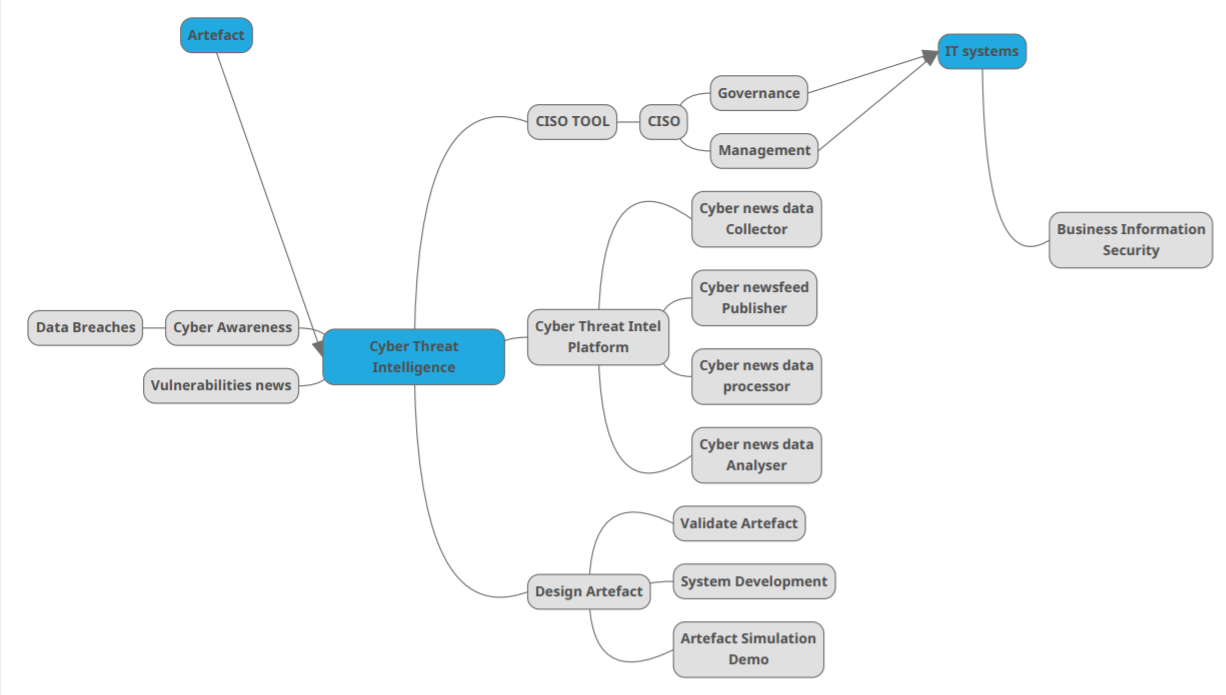 Artefact
IT systems
Governance
CISO TOOL
CISO
Management
Cyber news data
Collector
Business Information
Security
Cyber newsfeed
Publisher
Data Breaches
Cyber Awareness
Cyber Threat
Intelligence
Cyber Threat Intel
Platform
Vulnerabilities news
Cyber news data
processor
Cyber news data
Analyser
Validate Artefact
System Development
Design Artefact
Artefact Simulation
Demo